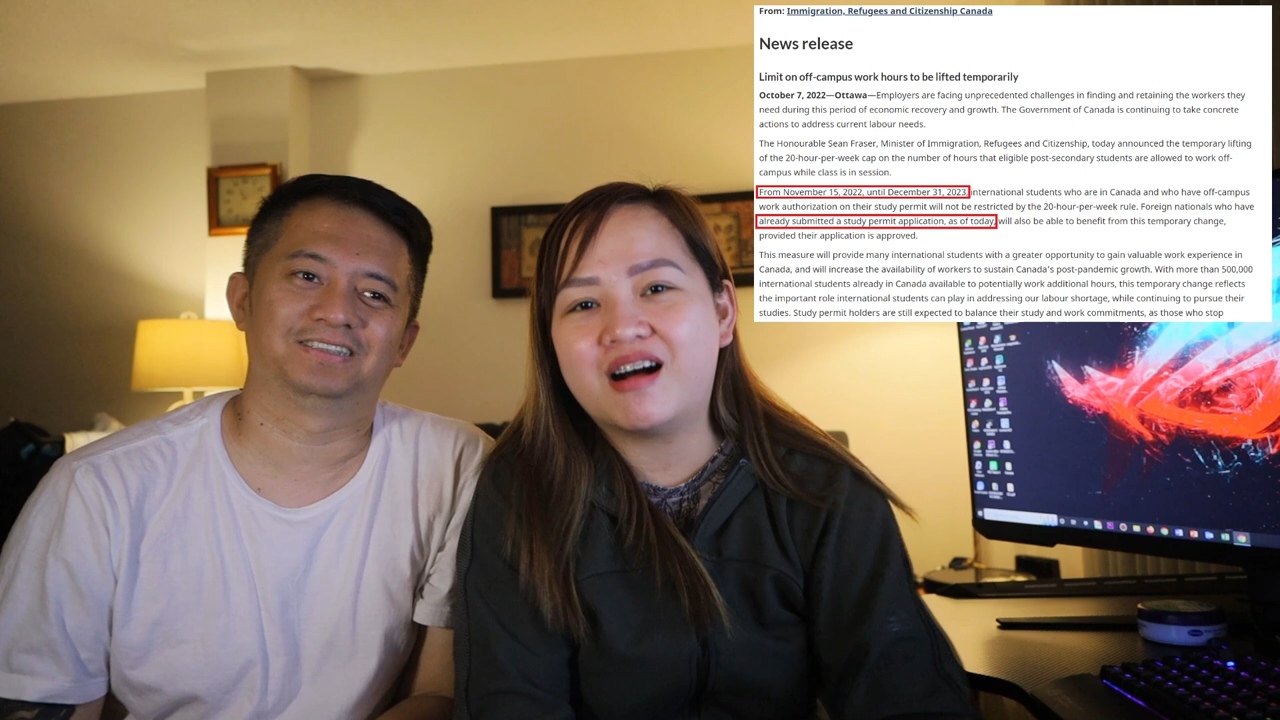 From: Immigration, Refugees and Citizenship Canada
News release
Limit on off-campus work hours to be lifted temporarily
October 7, 2022—Ottawa—Employers are facing unprecedented challenges in finding and retaining the workers they
need during this period of economic recovery and growth. The Government of Canada is continuing to take concrete
actions to address current labour needs.
The Honourable Sean Fraser, Minister of Immigration, Refugees and Citizenship, today announced the temporary lifting
of the 20-hour-per-week cap on the number of hours that eligible post-secondary students are allowed to work off-
campus while class is in session.
From November 15, 2022, until December 31, 2023, international students who are in Canada and who have off-campus
work authorization on their study permit will not be restricted by the 20-hour-per-week rule. Foreign nationals who have
already submitted a study permit application, as of today, will also be able to benefit from this temporary change,
provided their application is approved.
This measure will provide many international students with a greater opportunity to gain valuable work experience in
Canada, and will increase the availability of workers to sustain Canada's post-pandemic growth. With more than 500,000
international students already in Canada available to potentially work additional hours, this temporary change reflects
the important role international students can play in addressing our labour shortage, while continuing to pursue their
studies. Study permit holders are still expected to balance their study and work commitments, as those who stop